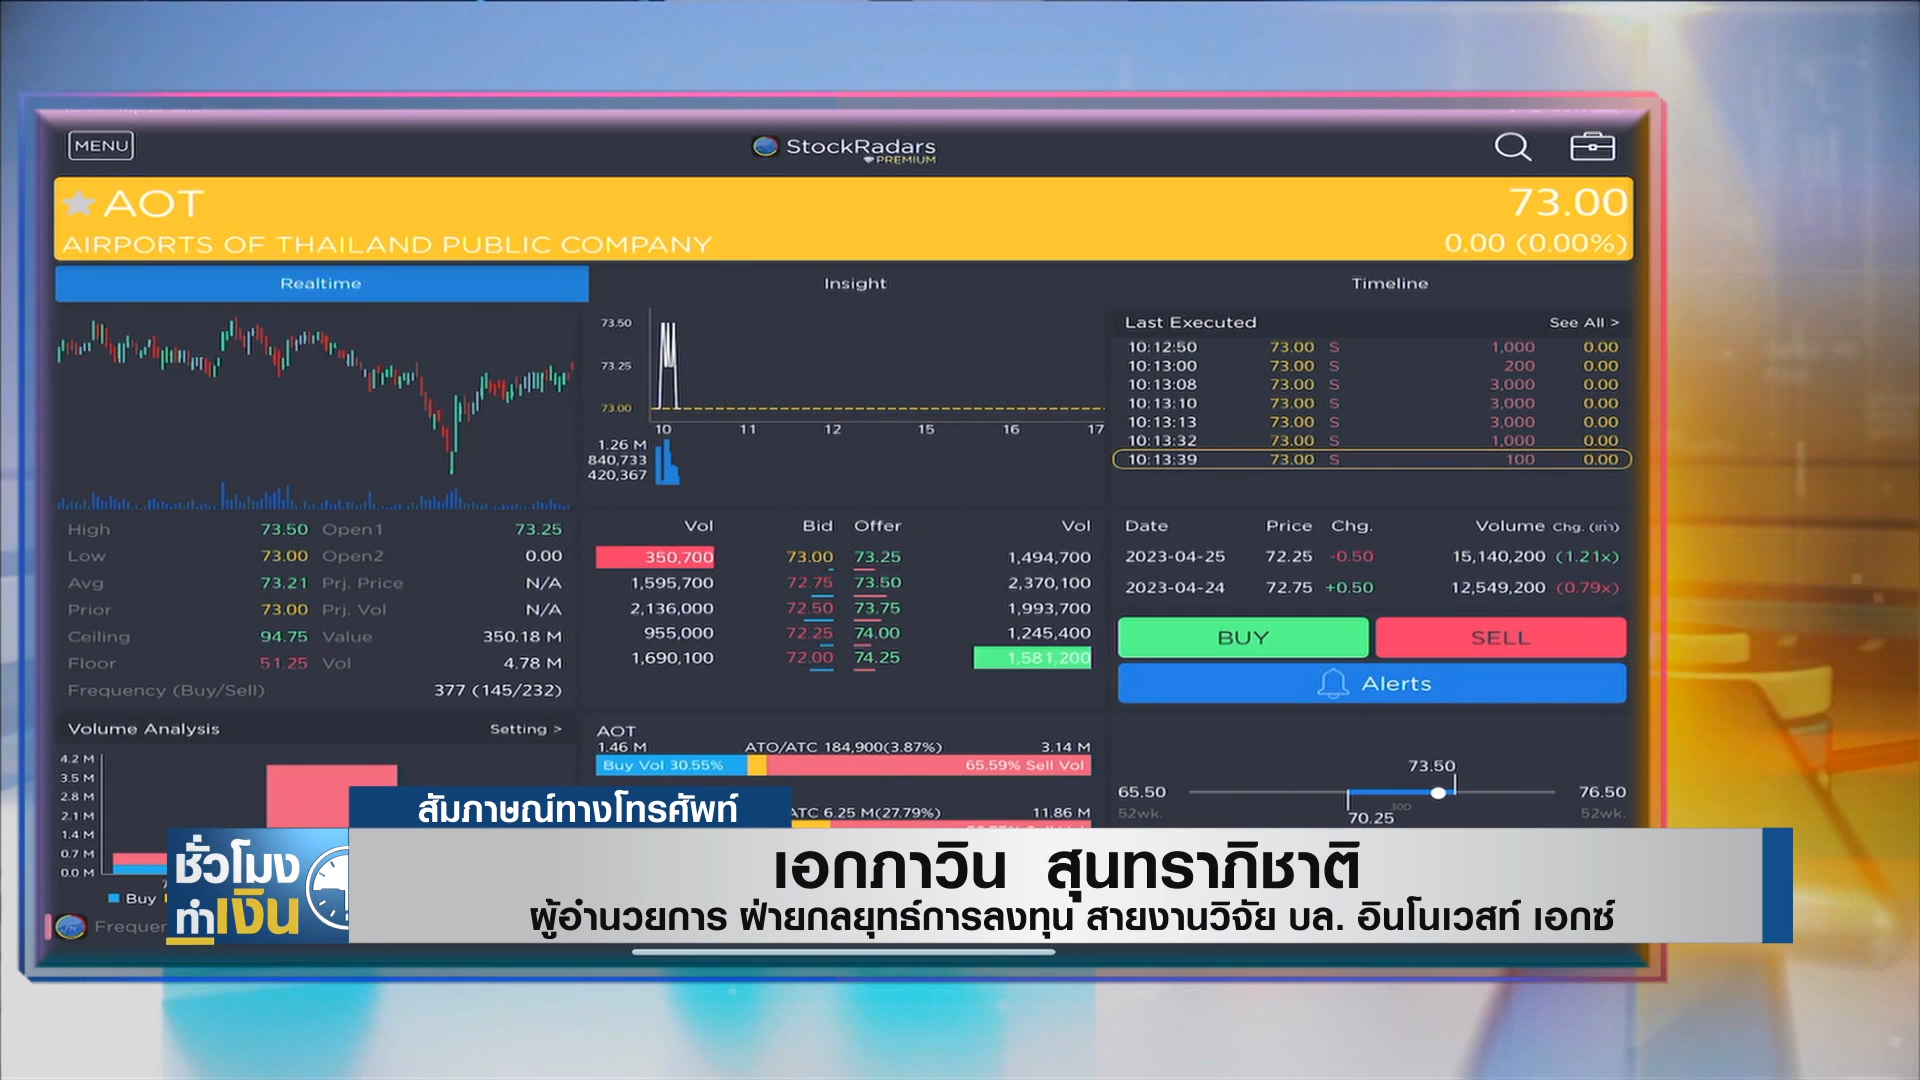 MENU
StockRadars
PREMIUM
AOT
73.00
AIRPORTS OF THAILAND PUBLIC COMPANY
0.00 (0.00%)
Realtime
Insight
Timeline
73.50
73.25
73.00
10 11 12 15 16 17
1.26 M
840,733
420,367
Last Executed See All >
10:12:50 73.00 S 1,000 0.00
10:13:00 73.00 S 200 0.00
10:13:08 73.00 S 3,000 0.00
10:13:10 73.00 S 3,000 0.00
10:13:13 73.00 S 3,000 0.00
10:13:32 73.00 S 1,000 0.00
10:13:39 73.00 S 100 0.00
High 73.50 Open1 73.25
Low 73.00 Open2 0.00
Avg 73.21 Prj. Price N/A
Prior 73.00 Prj. Vol N/A
Ceiling 94.75 Value 350.18 M
Floor 51.25 Vol 4.78 M
Frequency (Buy/Sell) 377 (145/232)
Vol Bid Offer Vol
350,700 73.00 73.25 1,494,700
1,595,700 72.75 73.50 2,370,100
2,136,000 72.50 73.75 1,993,700
955,000 72.25 74.00 1,245,400
1,690,100 72.00 74.25 1,581,200
Date Price Chg. Volume Chg. (เท่า)
2023-04-25 72.25 -0.50 15,140,200 (1.21x)
2023-04-24 72.75 +0.50 12,549,200 (0.79x)
BUY
SELL
Alerts
Volume Analysis Setting >
4.2 M
3.5 M
2.8 M
2.1 M
1.4 M
0.7 M
0.0 M
Buy
AOT
1.46 M ATO/ATC 184,900(3.87%) 3.14 M
Buy Vol 30.55% 65.59% Sell Vol
ATC 6.25 M(27.79%) 11.86 M
73.50
65.50 76.50
52wk. 30D 52wk.
70.25
สัมภาษณ์ทางโทรศัพท์
ชั่วโมง
ทำเงิน
เอกภาวิน สุนทราภิชาติ
ผู้อำนวยการ ฝ่ายกลยุทธ์การลงทุน สายงานวิจัย บล. อินโนเวสท์ เอกซ์